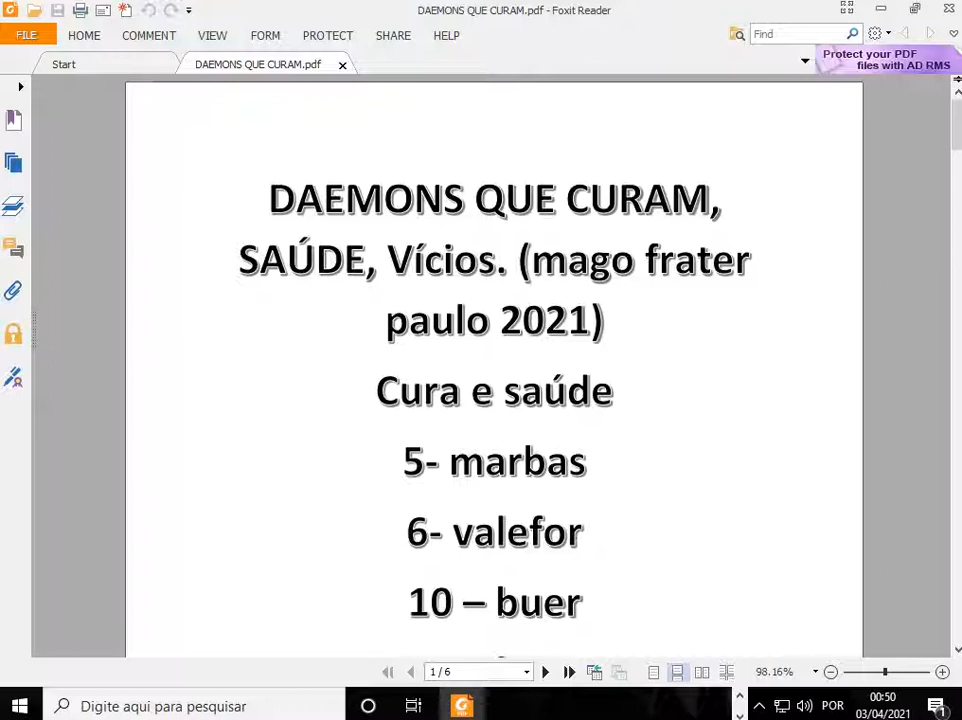 DAEMONS QUE CURAM.pdf - Foxit Reader
FILE HOME COMMENT VIEW FORM PROTECT SHARE HELP Find
Start DAEMONS QUE CURAM.pdf
Protect your PDF
files with AD RMS
DAEMONS QUE CURAM,
SAÚDE, Vícios. (mago frater
paulo 2021)
Cura e saúde
5- marbas
6- valefor
10 – buer
1 / 6 98.16%
Digite aqui para pesquisar POR 00:50
03/04/2021 1